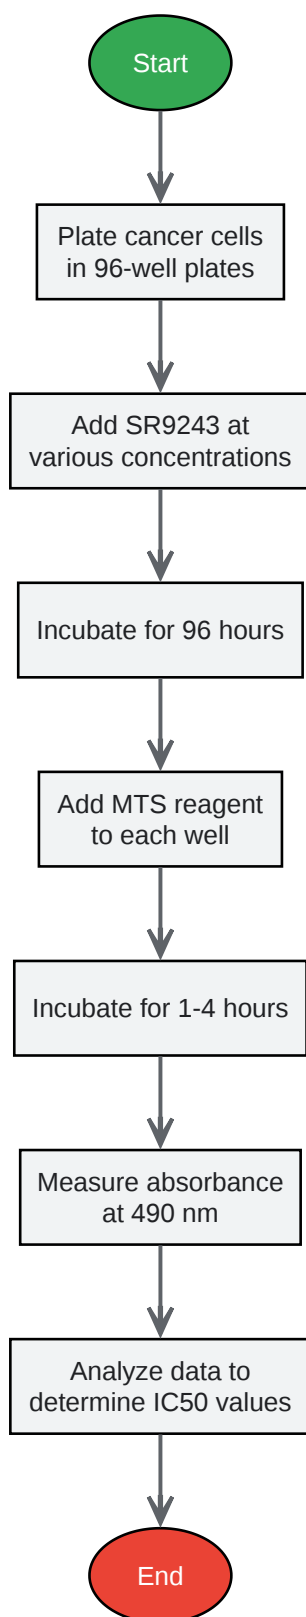 Start
Plate cancer cells
in 96-well plates
Add SR9243 at
various concentrations
Incubate for 96 hours
Add MTS reagent
to each well
Incubate for 1-4 hours
Measure absorbance
at 490 nm
Analyze data to
determine IC50 values
End